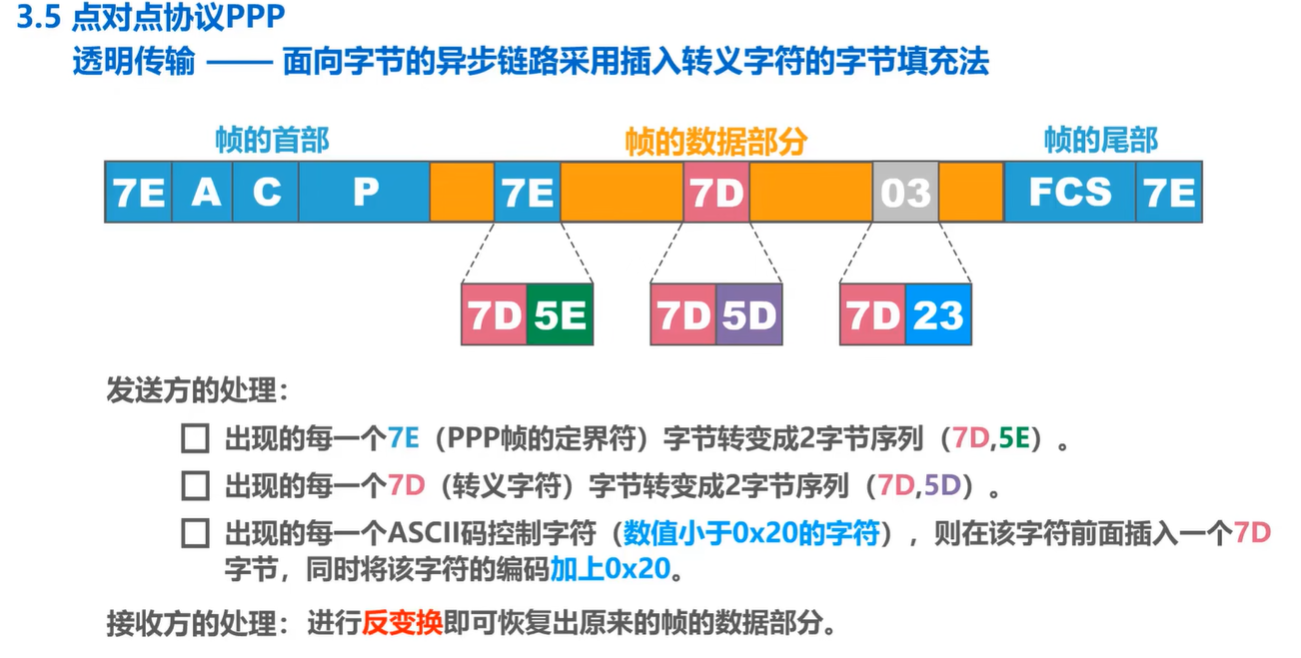 3.5 点对点协议PPP
透明传输 —— 面向字节的异步链路采用插入转义字符的字节填充法
帧的首部 帧的数据部分 帧的尾部
7E A C P 7E 7D 03 FCS 7E
7D 5E 7D 5D 7D 23
发送方的处理：
出现的每一个7E（PPP帧的定界符）字节转变成2字节序列（7D,5E）。
出现的每一个7D（转义字符）字节转变成2字节序列（7D,5D）。
出现的每一个ASCII码控制字符（数值小于0x20的字符），则在该字符前面插入一个7D
字节，同时将该字符的编码加上0x20。
接收方的处理：进行反变换即可恢复出原来的帧的数据部分。